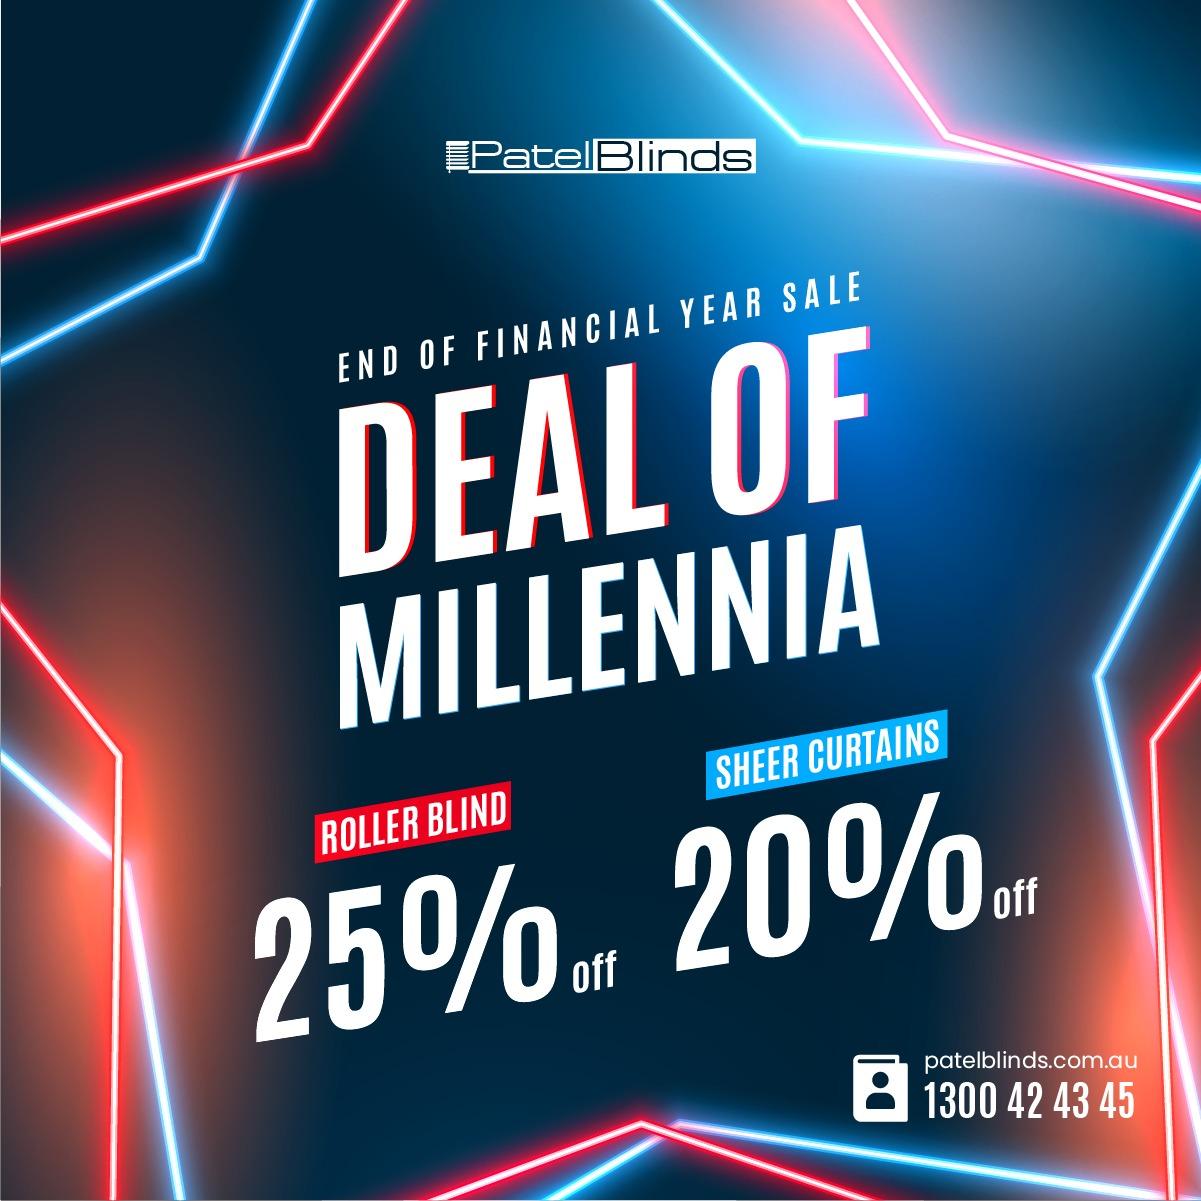 PatelBlinds
END OF FINANCIAL YEAR SALE
DEAL OF
MILLENNIA
ROLLER BLIND
25% off
SHEER CURTAINS
20% off
patelblinds.com.au
1300 42 43 45